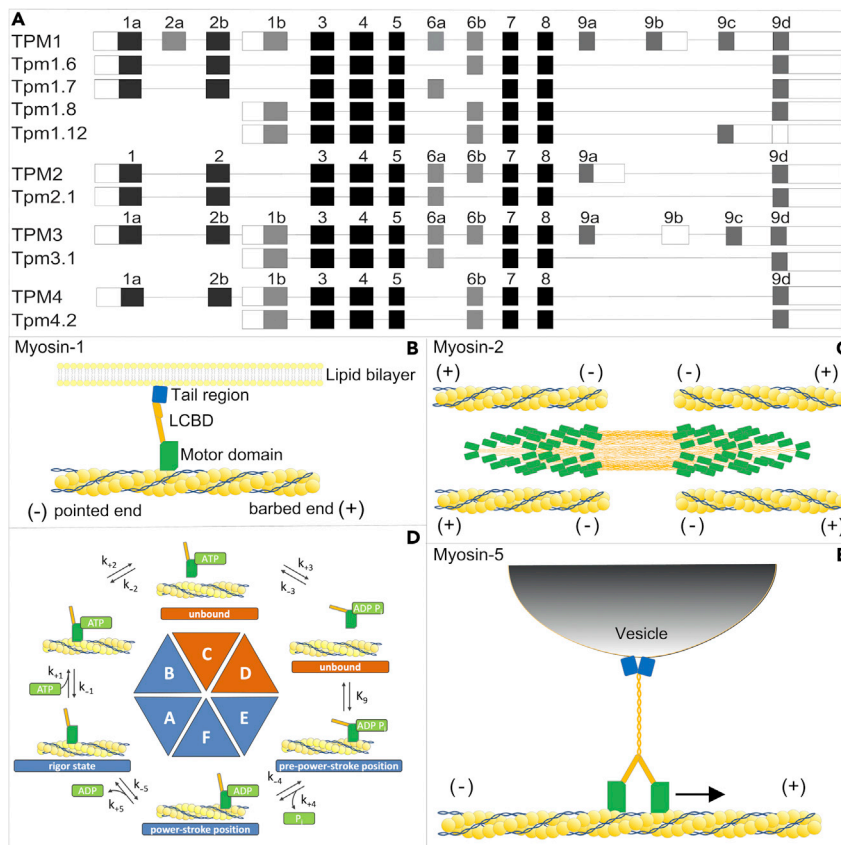 A
1a 2a 2b 1b 3 4 5 6a 6b 7 8 9a 9b 9c 9d
TPM1
Tpm1.6
Tpm1.7
Tpm1.8
Tpm1.12
1 2 3 4 5 6a 6b 7 8 9a 9d
TPM2
Tpm2.1
1a 2b 1b 3 4 5 6a 6b 7 8 9a 9b 9c 9d
TPM3
Tpm3.1
1a 2b 1b 3 4 5 6b 7 8 9d
TPM4
Tpm4.2
Myosin-1 B
Lipid bilayer
Tail region
LCBD
Motor domain
(-) pointed end barbed end (+)
Myosin-2
(+) (-) (-) (+)
(+) (-) (-) (+)
D
k+2 k-2 ATP k+3 k-3
unbound
ATP ADP Pi
unbound
C
B D
A E
F
k+1 ATP k-1
K9
ADP Pi
rigor state
pre-power-stroke position
ADP k-5 k+5
ADP
k-4 k+4
Pi
power-stroke position
Myosin-5
Vesicle
(-) (+)